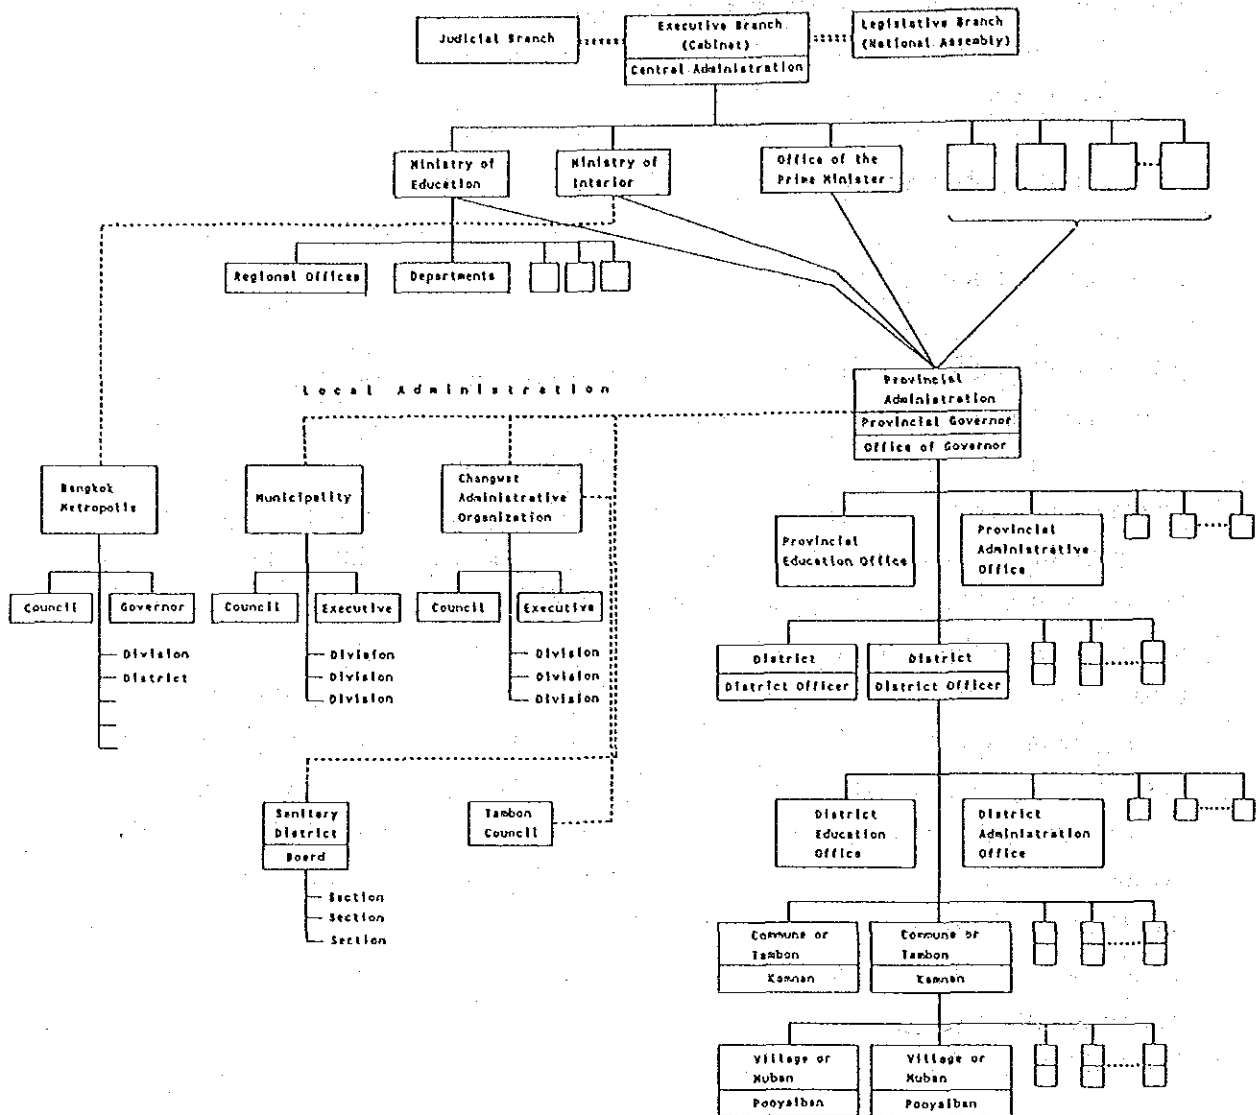 Judicial Branch
Executive Branch
(Cabinet)
Central Administration
Legislative Branch
(National Assembly)
Ministry of
Education
Ministry of
Interior
Office of the
Prime Minister
Regional Offices
Departments
Local Administration
Provincial
Administration
Provincial Governor
Office of Governor
Bangkok
Metropolis
Municipality
Changwat
Administrative
Organization
Provincial
Education Office
Provincial
Administrative
Office
Council
Governor
Council
Executive
Council
Executive
Division
District
Division
Division
Division
Division
Division
Division
District
District Officer
District
District Officer
Sanitary
District
Board
Tambon
Council
District
Education
Office
District
Administration
Office
Section
Section
Section
Commune or
Tambon
Kamnan
Commune or
Tambon
Kamnan
Village or
Muban
Pooyaiban
Village or
Muban
Pooyaiban